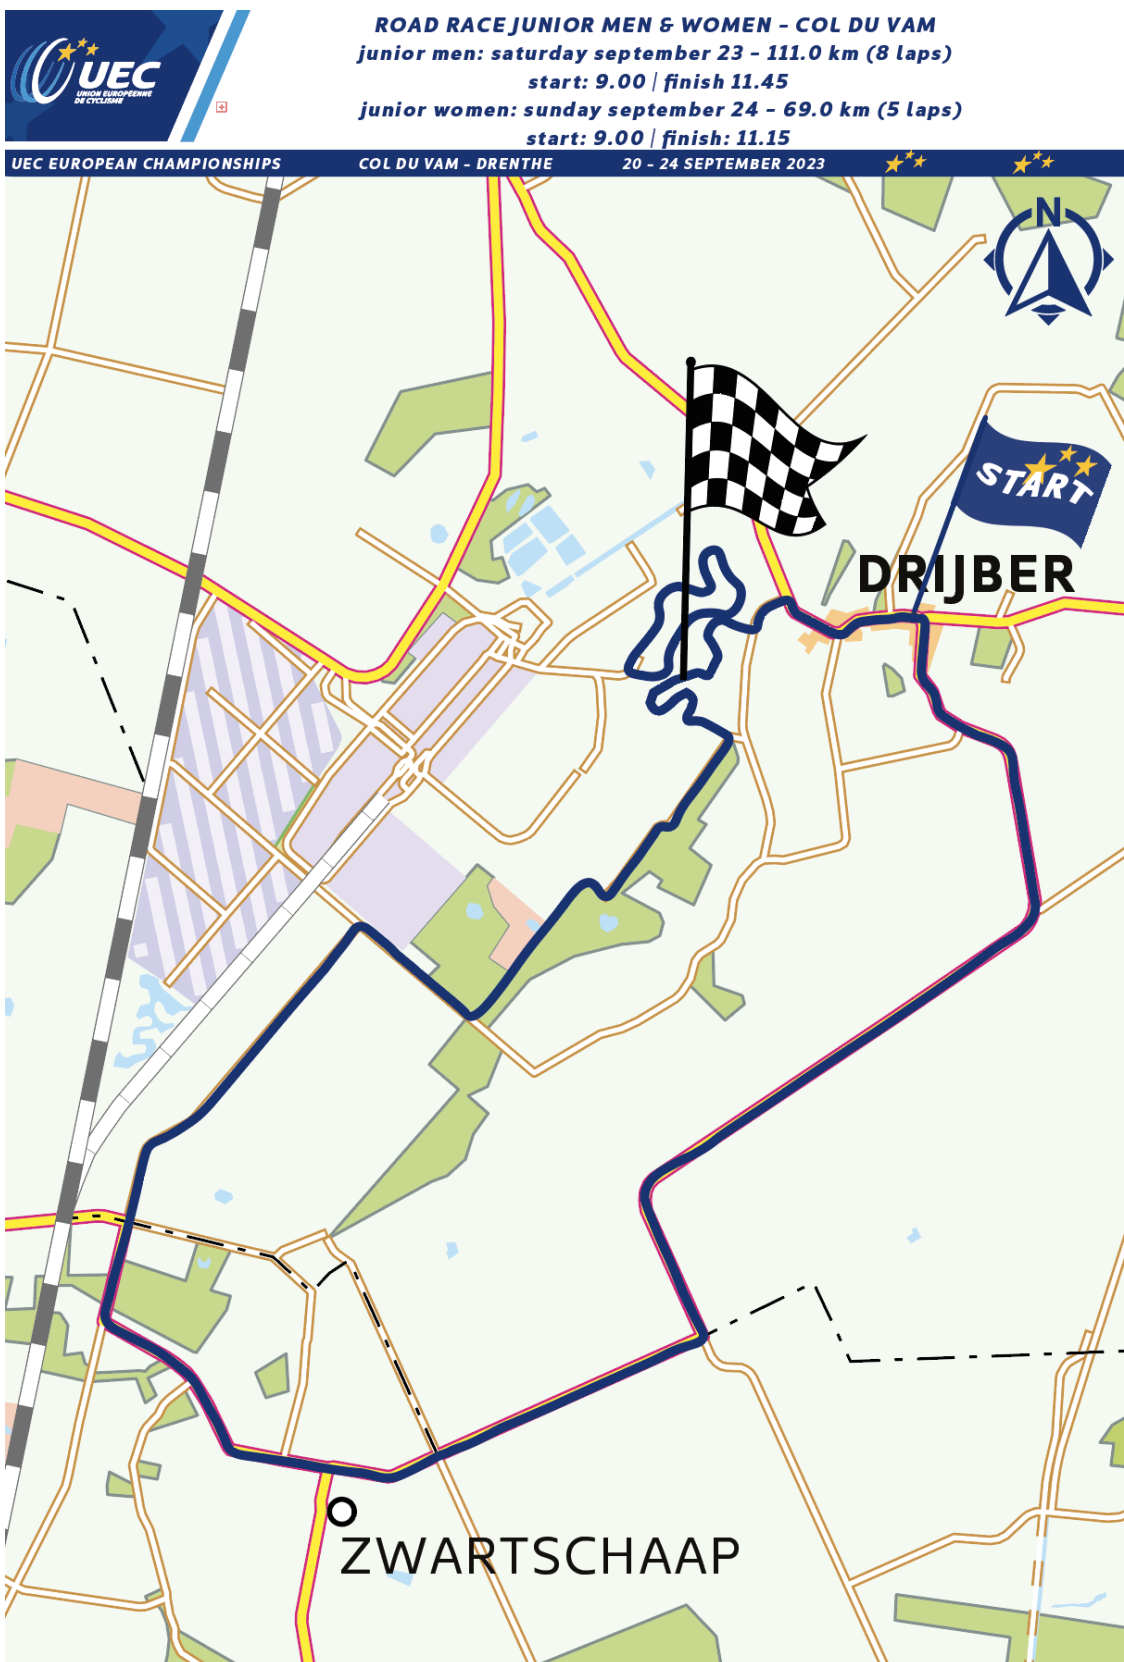 ROAD RACE JUNIOR MEN & WOMEN - COL DU VAM
junior men: saturday september 23 - 111.0 km (8 laps)
start: 9.00 | finish 11.45
junior women: sunday september 24 - 69.0 km (5 laps)
start: 9.00 | finish: 11.15
UEC
UNION EUROPÉENNE
DE CYCLISME
UEC EUROPEAN CHAMPIONSHIPS COL DU VAM - DRENTHE 20 - 24 SEPTEMBER 2023
N
START
DRIJBER
ZWARTSCHAAP